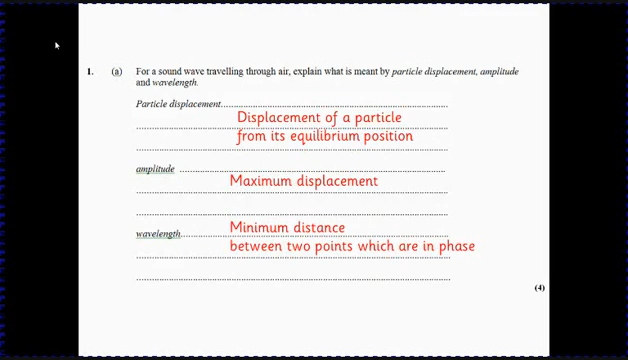 1. (a) For a sound wave travelling through air, explain what is meant by particle displacement, amplitude
and wavelength.
Particle displacement
Displacement of a particle
from its equilibrium position
amplitude
Maximum displacement
Minimum distance
wavelength
between two points which are in phase
(4)